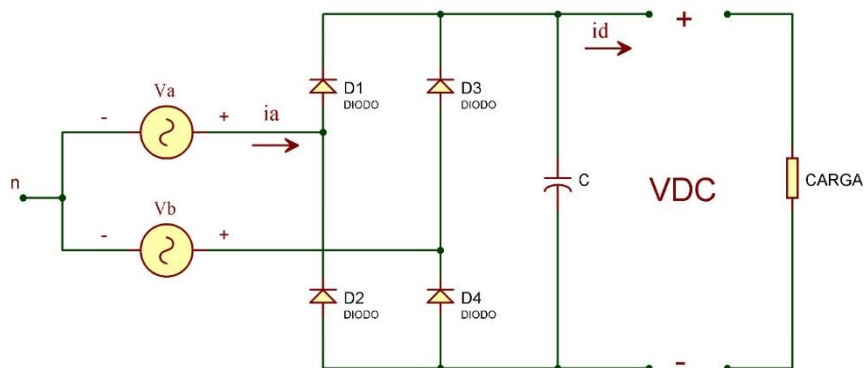 id
+
Va
D1
DIODO
D3
DIODO
-
+
ia
n
C
VDC
CARGA
Vb
-
+
D2
DIODO
D4
DIODO
-